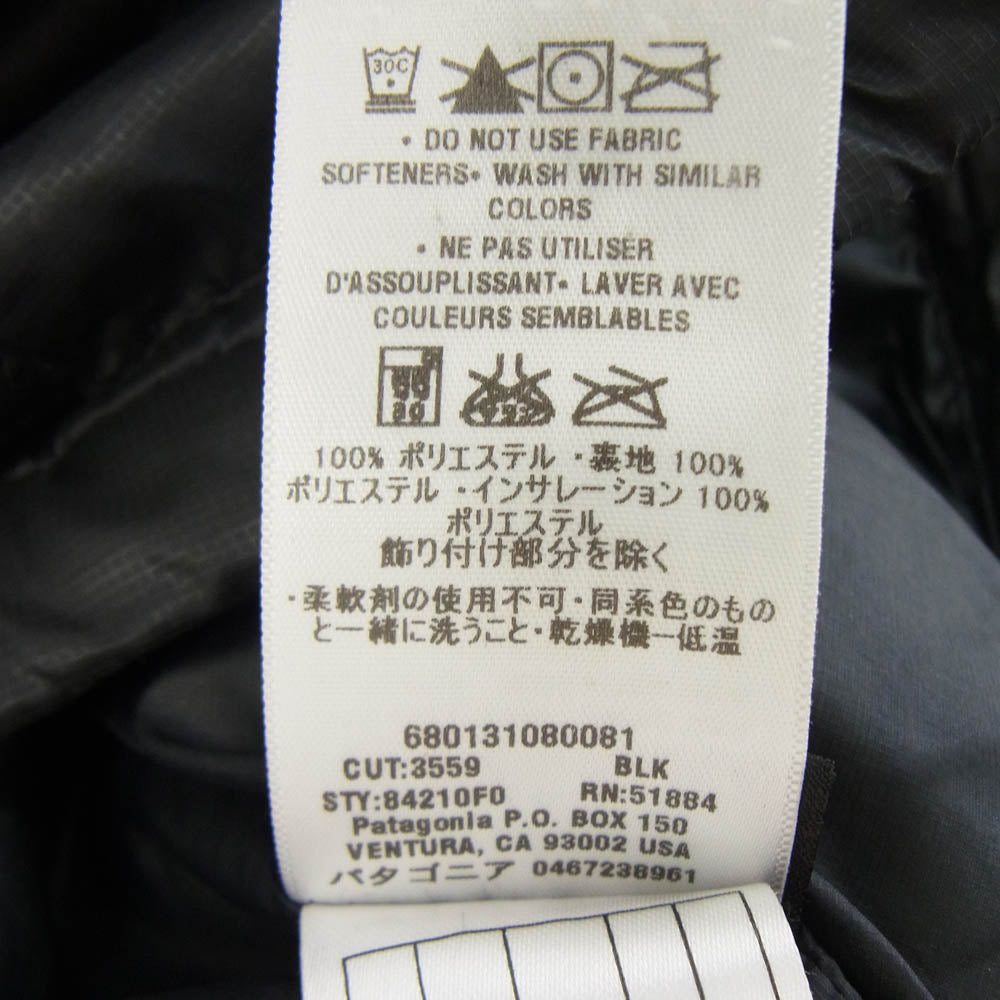 30C
• DO NOT USE FABRIC
SOFTENERS• WASH WITH SIMILAR
COLORS
• NE PAS UTILISER
D'ASSOUPLISSANT• LAVER AVEC
COULEURS SEMBLABLES
30
100% ポリエステル ・裏地 100%
ポリエステル ・インサレーション 100%
ポリエステル
飾り付け部分を除く
・柔軟剤の使用不可・同系色のもの
と一緒に洗うこと・乾燥機ー低温
680131080081
CUT:3559 BLK
STY:84210F0 RN:51884
Patagonia P.O. BOX 150
VENTURA, CA 93002 USA
パタゴニア 0467238961